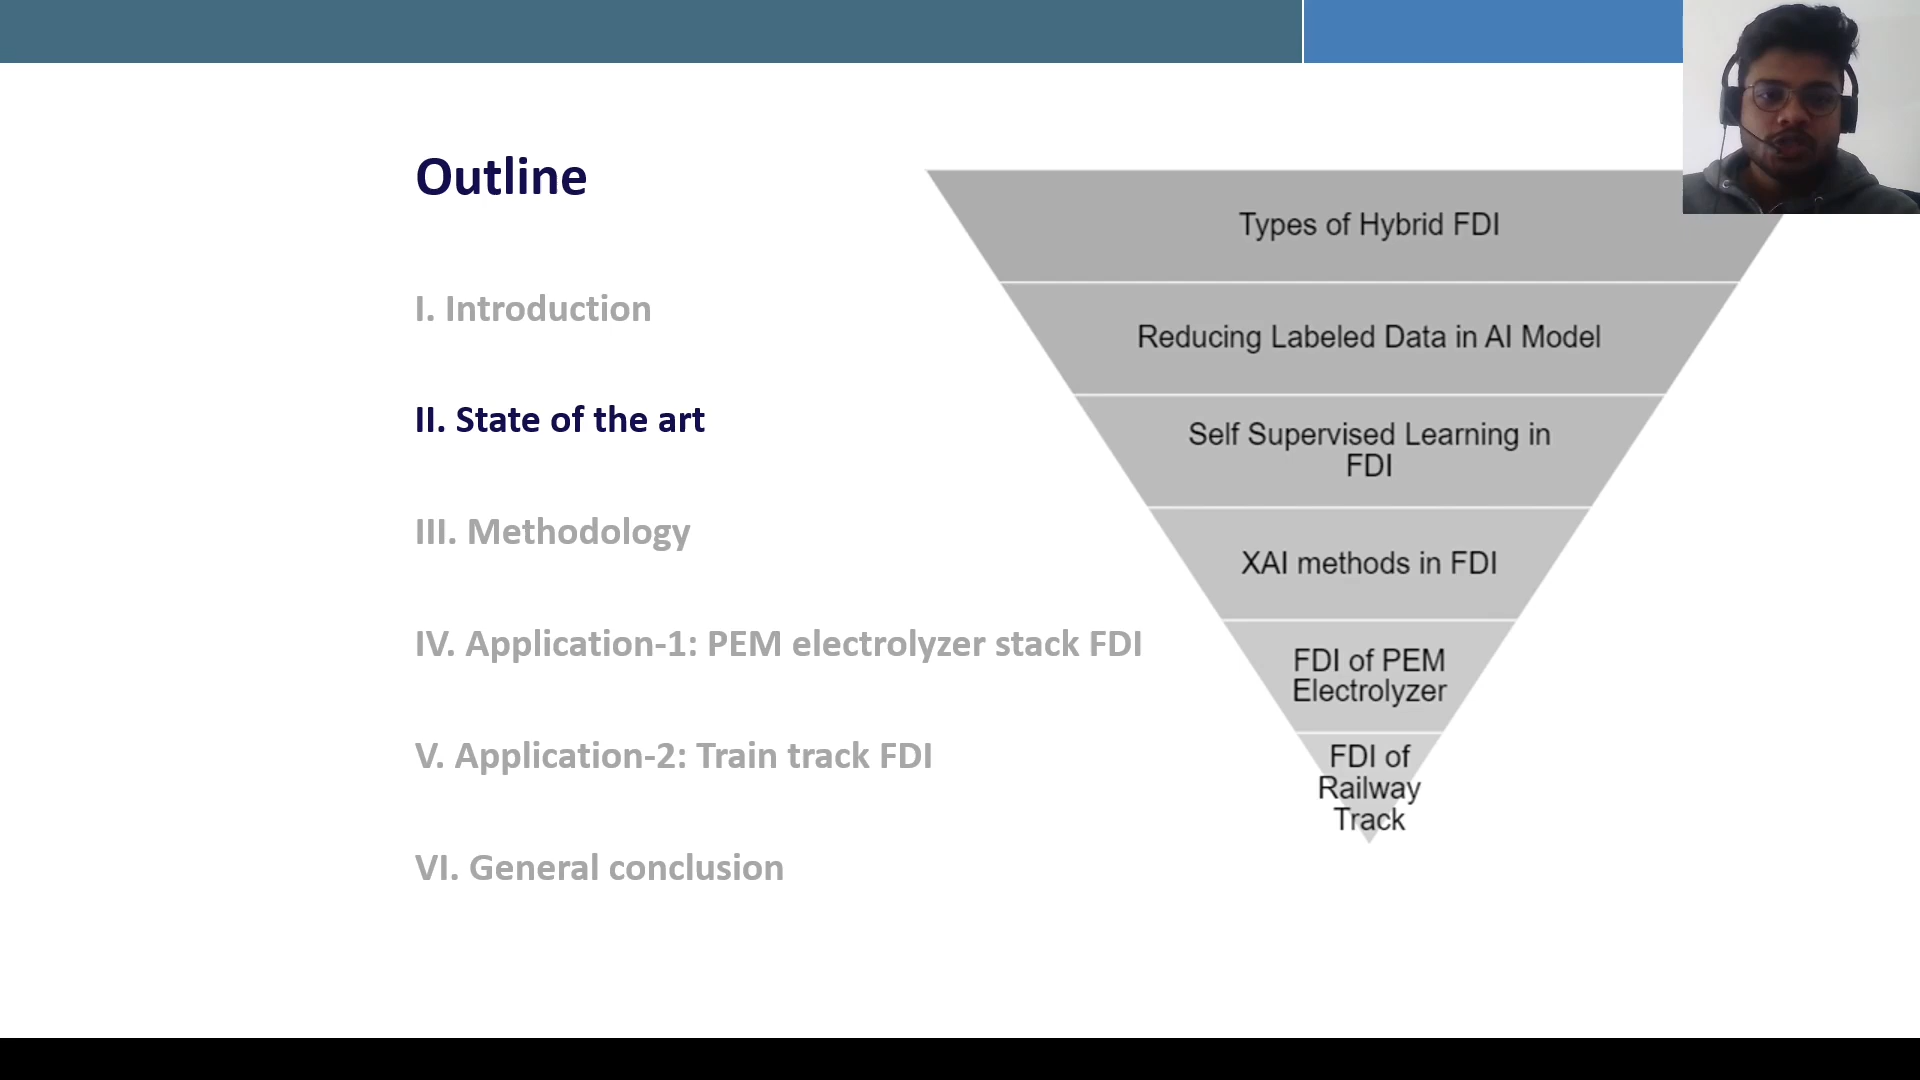 Outline
I. Introduction
II. State of the art
III. Methodology
IV. Application-1: PEM electrolyzer stack FDI
V. Application-2: Train track FDI
VI. General conclusion
Types of Hybrid FDI
Reducing Labeled Data in AI Model
Self Supervised Learning in
FDI
XAI methods in FDI
FDI of PEM
Electrolyzer
FDI of
Railway
Track